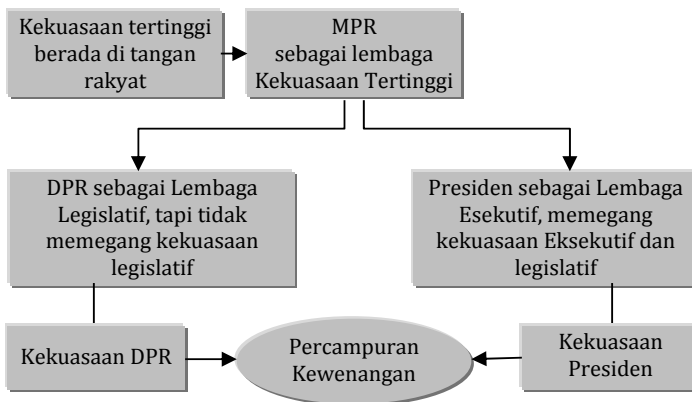 Kekuasaan tertinggi
berada di tangan
rakyat
MPR
sebagai lembaga
Kekuasaan Tertinggi
DPR sebagai Lembaga
Legislatif, tapi tidak
memegang kekuasaan
legislatif
Presiden sebagai Lembaga
Esekutif, memegang
kekuasaan Eksekutif dan
legislatif
Kekuasaan DPR
Percampuran
Kewenangan
Kekuasaan
Presiden